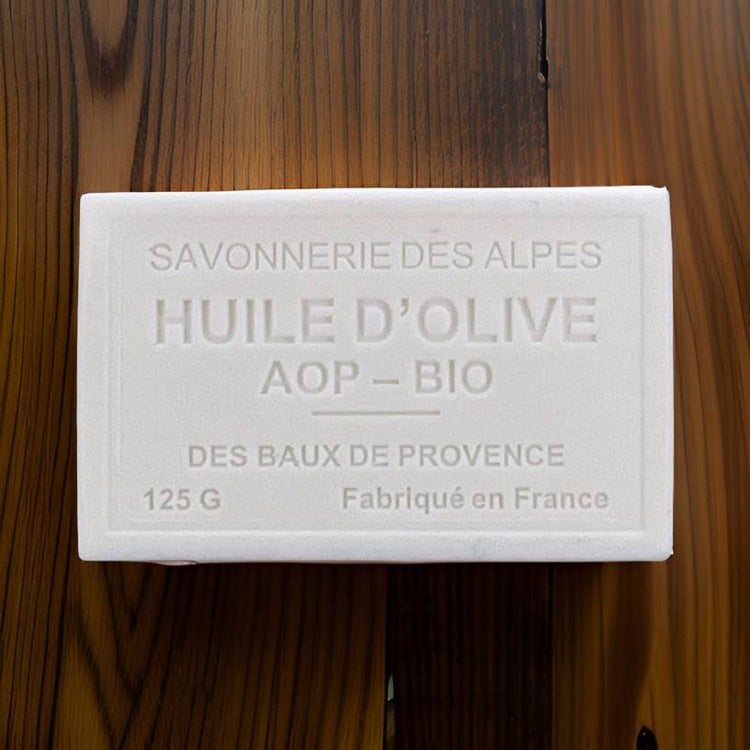 SAVONNERIE DES ALPES
HUILE D'OLIVE
AOP – BIO
DES BAUX DE PROVENCE
125 G Fabriqué en France